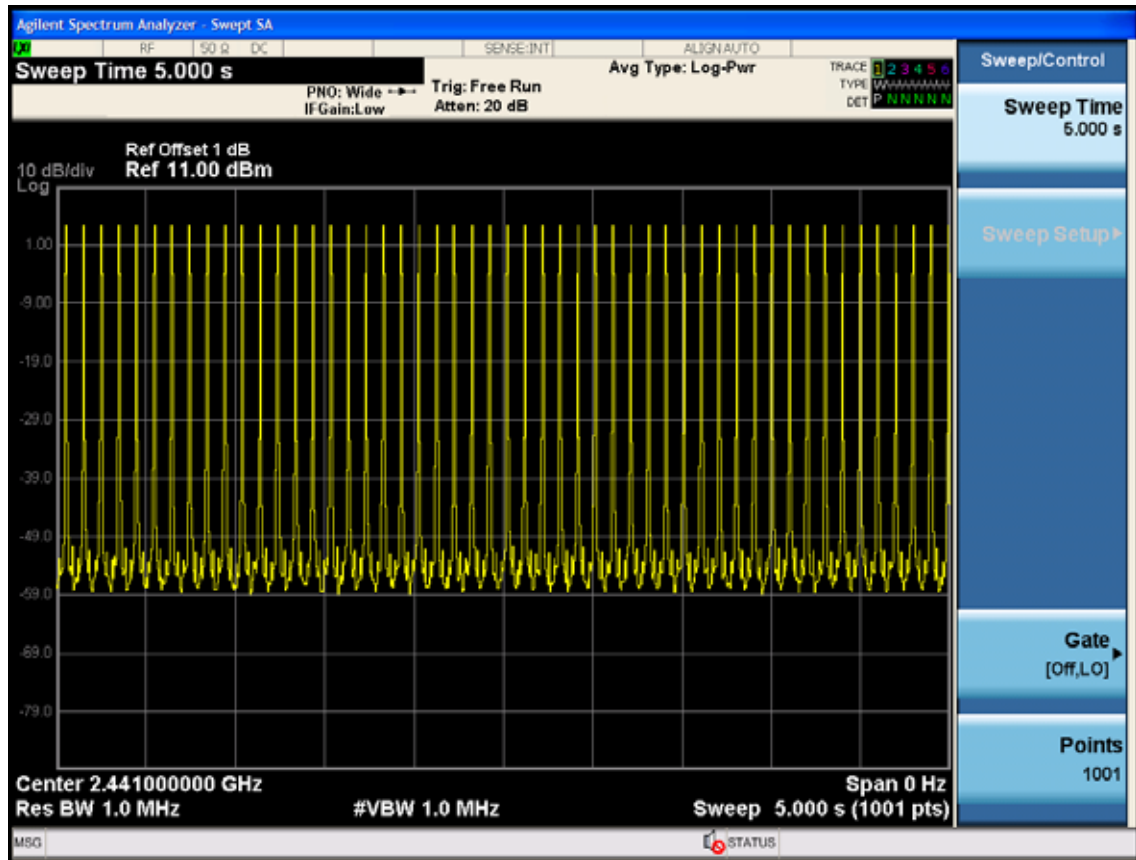 Agilent Spectrum Analyzer - Swept SA
RF 50 Ω DC SENSE:INT ALIGN AUTO
Sweep Time 5.000 s
PNO: Wide
IFGain:Low
Trig: Free Run
Atten: 20 dB
Avg Type: Log-Pwr
TRACE 1 2 3 4 5 6
TYPE
DET P N N N N N
Sweep/Control
Sweep Time
5.000 s
Sweep Setup
Ref Offset 1 dB
10 dB/div Ref 11.00 dBm
Log
1.00
-9.00
-19.0
-29.0
-39.0
-49.0
-59.0
-69.0
-79.0
Gate
[Off,LO]
Points
1001
Center 2.441000000 GHz Span 0 Hz
Res BW 1.0 MHz #VBW 1.0 MHz Sweep 5.000 s (1001 pts)
MSG STATUS